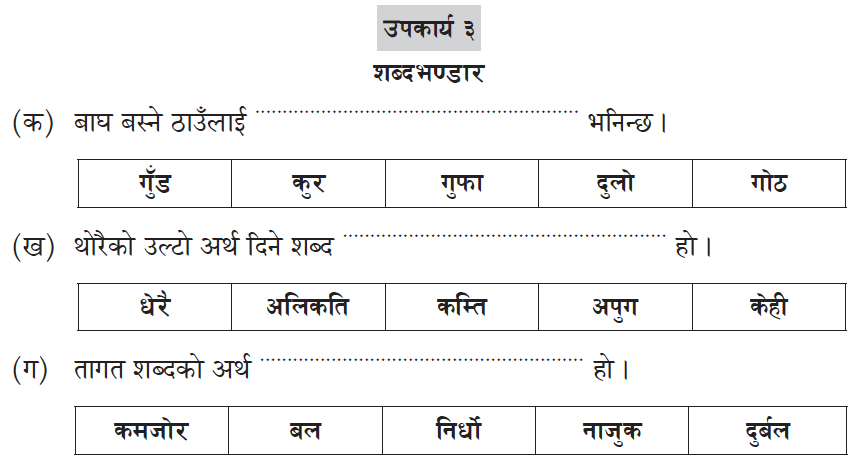 उपकार्य ३
शब्दभण्डार
(क) बाघ बस्ने ठाउँलाई ............................................................ भनिन्छ ।
गुँड कुर गुफा दुलो गोठ
(ख) थोरैको उल्टो अर्थ दिने शब्द ............................................................ हो ।
धेरै अलिकति कम्ति अपुग केही
(ग) तागत शब्दको अर्थ ............................................................ हो ।
कमजोर बल निर्धो नाजुक दुर्बल